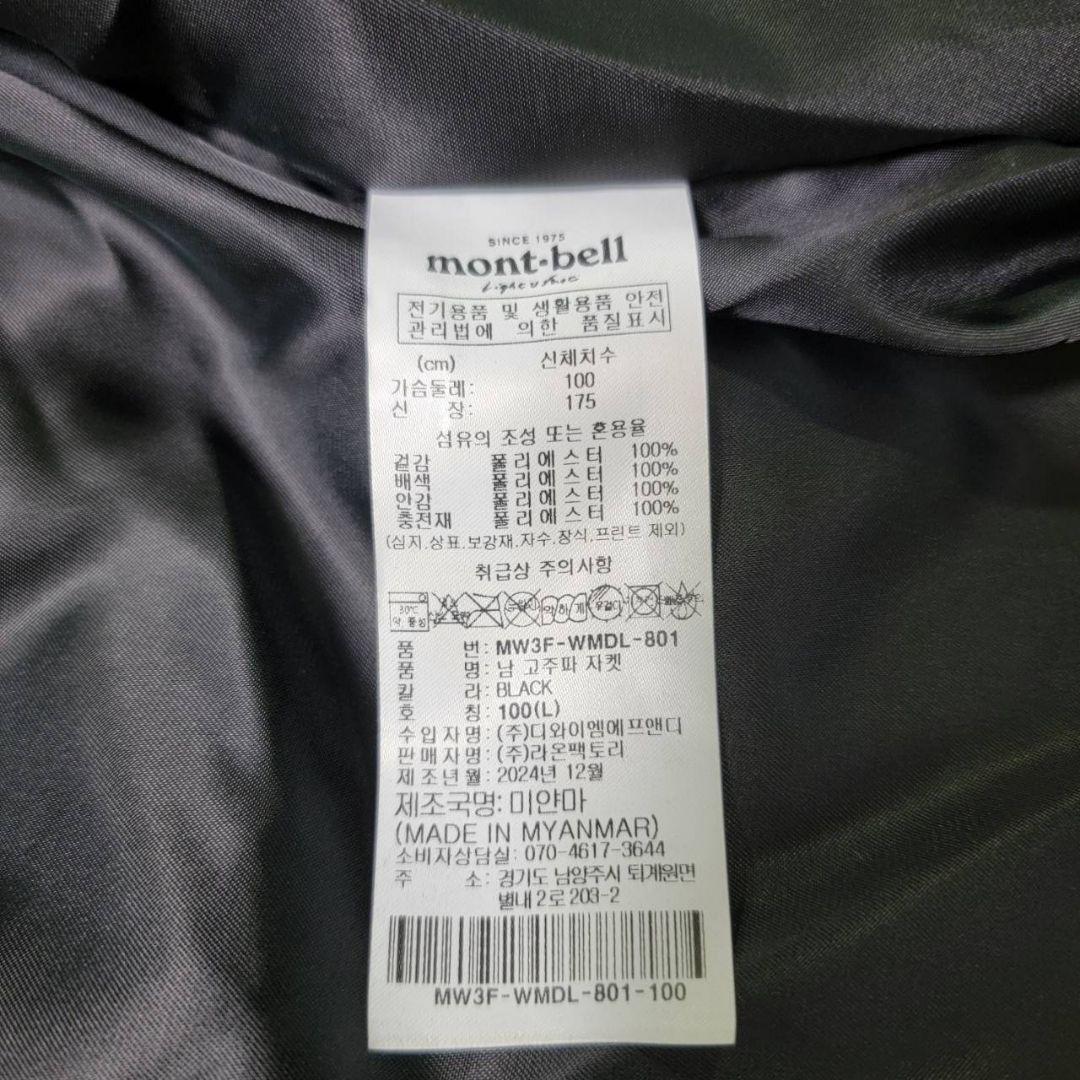 SINCE 1975
mont-bell
Light & Fast
전기용품 및 생활용품 안전
관리법에 의한 품질표시
(cm) 신체치수
가슴둘레: 100
신 장: 175
섬유의 조성 또는 혼용율
겉감 폴리에스터 100%
배색 폴리에스터 100%
안감 폴리에스터 100%
충전재 폴리에스터 100%
(심지.상표.보강재.자수.장식.프린트 제외)
취급상 주의사항
30℃
약 중성
약하게
품 번: MW3F-WMDL-801
품 명: 남 고주파 자켓
칼 라: BLACK
호 칭: 100(L)
수입자명: (주)디와이엠에프앤디
판매자명: (주)라온팩토리
제조년월: 2024년 12월
제조국명: 미얀마
(MADE IN MYANMAR)
소비자상담실: 070-4617-3644
주 소: 경기도 남양주시 퇴계원면
별내2로 203-2
MW3F-WMDL-801-100